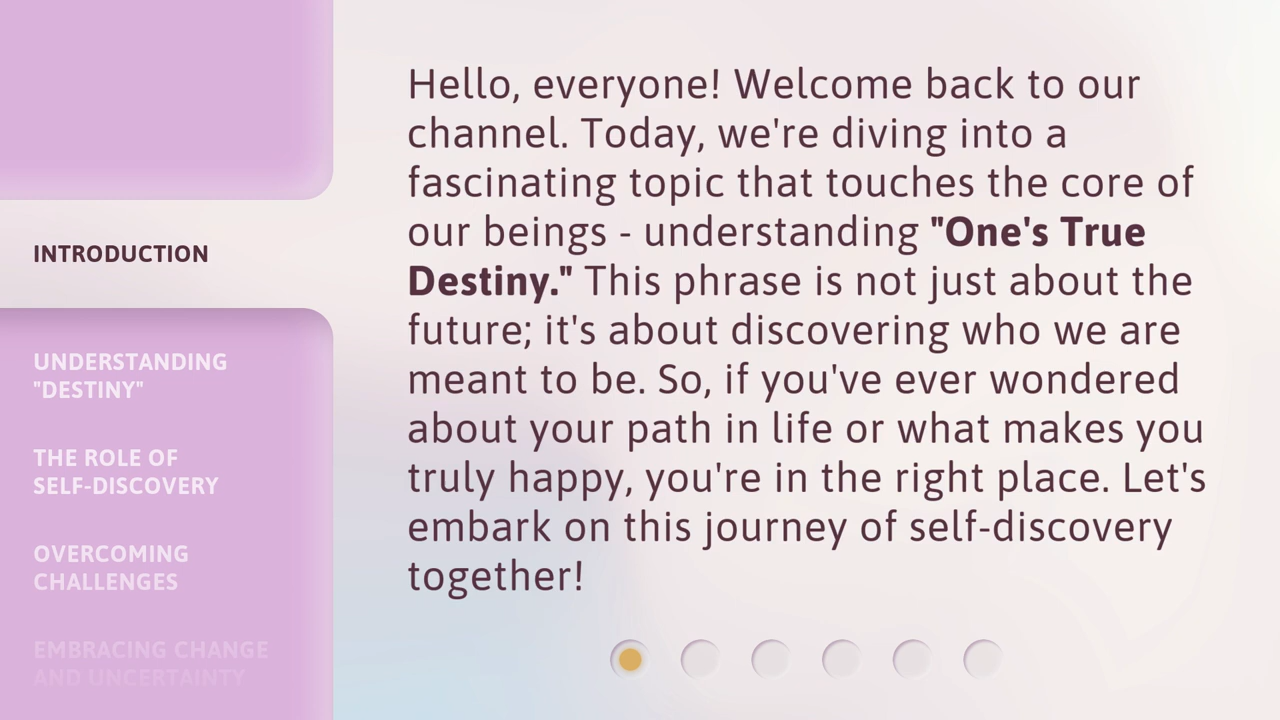 INTRODUCTION
UNDERSTANDING
"DESTINY"
THE ROLE OF
SELF-DISCOVERY
OVERCOMING
CHALLENGES
EMBRACING CHANGE
AND UNCERTAINTY
Hello, everyone! Welcome back to our
channel. Today, we're diving into a
fascinating topic that touches the core of
our beings - understanding "One's True
Destiny." This phrase is not just about the
future; it's about discovering who we are
meant to be. So, if you've ever wondered
about your path in life or what makes you
truly happy, you're in the right place. Let's
embark on this journey of self-discovery
together!